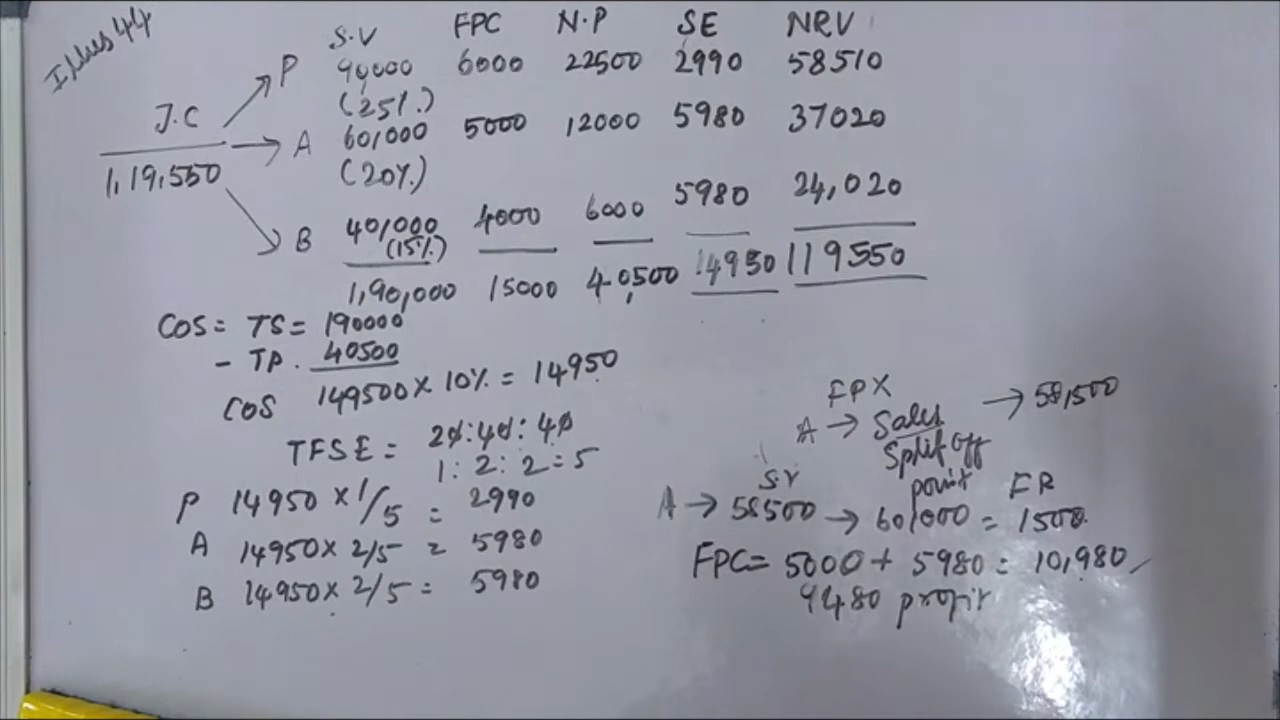 Illus 44
S.V FPC N.P SE NRV
P 90,000 6000 22500 2990 58510
(25%.)
J.C
1,19,550
A 60,000 5000 12000 5980 37020
(20%.)
B 40,000 4000 6000 5980 24,020
(15%)
1,90,000 15000 40,500 14950 119550
COS = TS = 190000
- TP. 40500
COS 149500 X 10% = 14950
TFSE = 20:40:40
1:2:2=5
P 14950 X 1/5 = 2990
A 14950 X 2/5 = 5980
B 14950 X 2/5 = 5980
FPX
A → Sales → 58,500
Split off
point
S.V FR
A → 58500 → 60,000 = 1500
FPC = 5000 + 5980 = 10,980
9480 profit